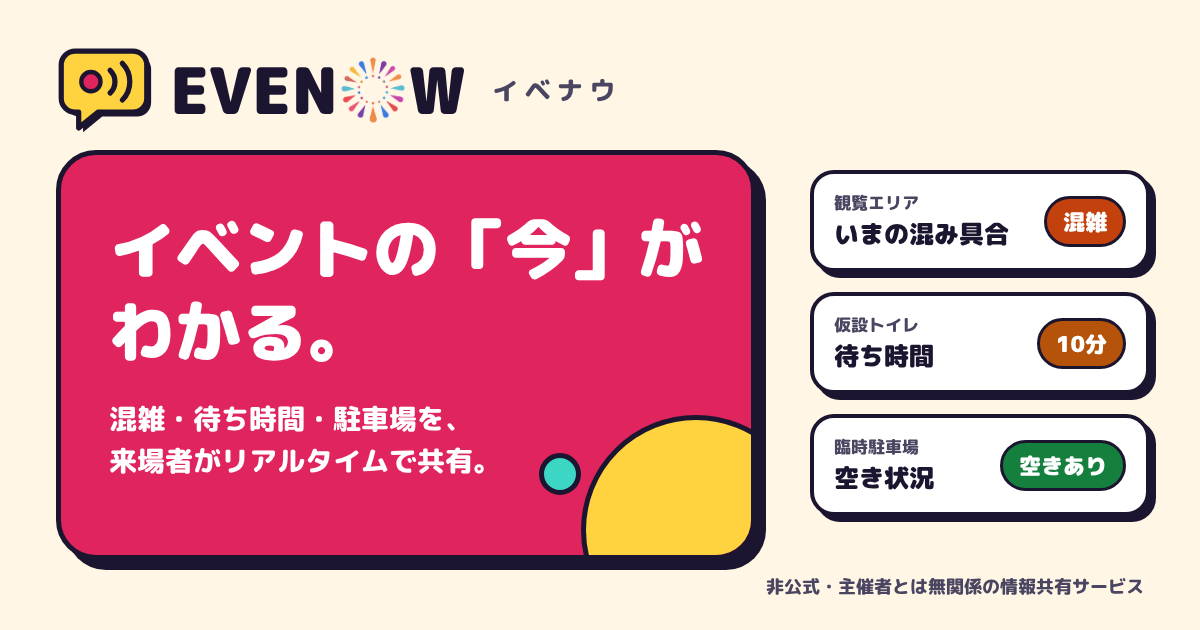 EVENOW イベナウ
イベントの「今」が
わかる。
混雑・待ち時間・駐車場を、
来場者がリアルタイムで共有。
観覧エリア
いまの混み具合
混雑
仮設トイレ
待ち時間
10分
臨時駐車場
空き状況
空きあり
非公式・主催者とは無関係の情報共有サービス